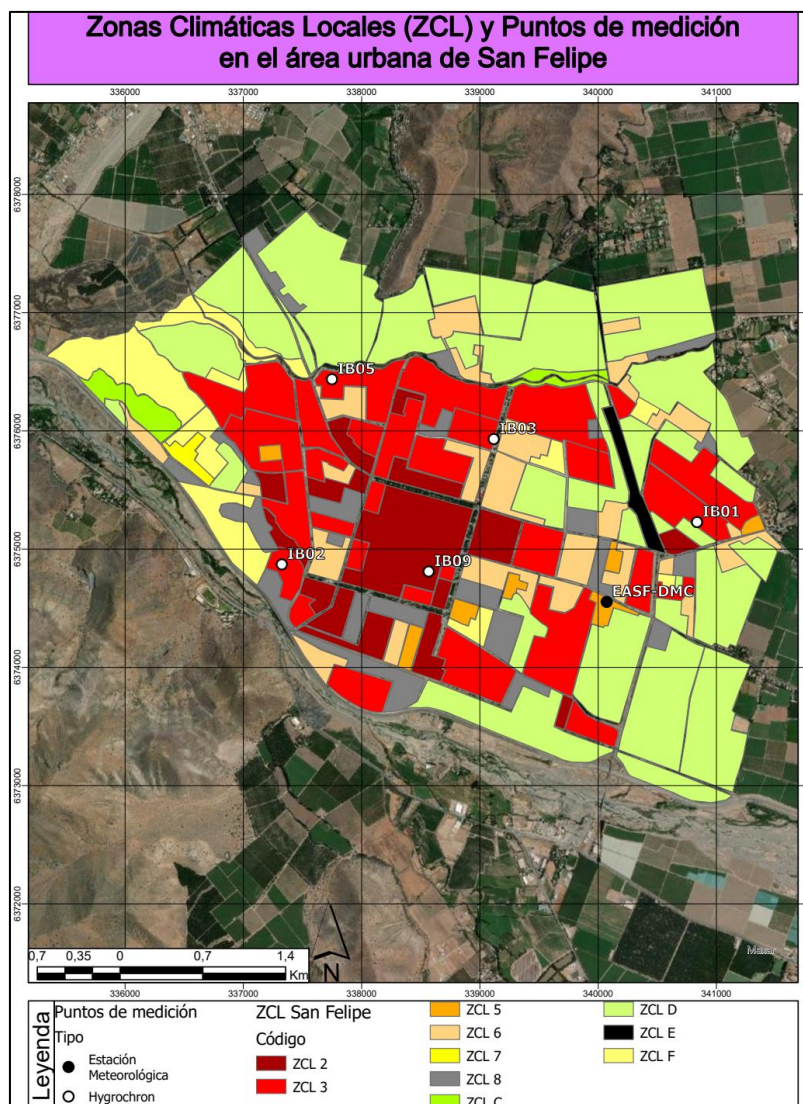 Zonas Climáticas Locales (ZCL) y Puntos de medición
en el área urbana de San Felipe
336000 337000 338000 339000 340000 341000
6378000
6377000
6376000
6375000
6374000
6373000
6372000
IB05
IB03
IB01
IB02
IB09
EASF-DMC
Maxar
0,7 0,35 0 0,7 1,4
Km
N
336000 337000 338000 339000 340000 341000
Leyenda
Puntos de medición
Tipo
Estación
Meteorológica
Hygrochron
ZCL San Felipe
Código
ZCL 2
ZCL 3
ZCL 5
ZCL 6
ZCL 7
ZCL 8
ZCL C
ZCL D
ZCL E
ZCL F